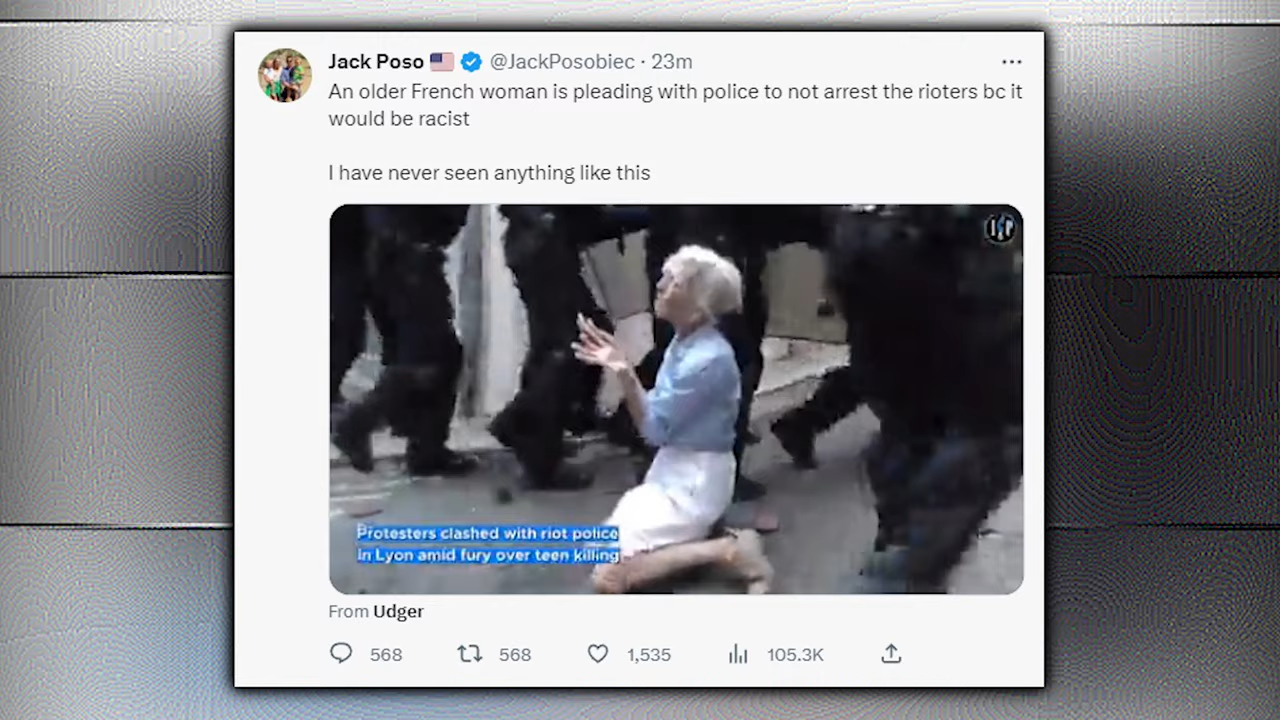 Jack Poso 🇺🇸 @JackPosobiec · 23m
An older French woman is pleading with police to not arrest the rioters bc it
would be racist
I have never seen anything like this
Protesters clashed with riot police
in Lyon amid fury over teen killing
From Udger
568 568 1,535 105.3K